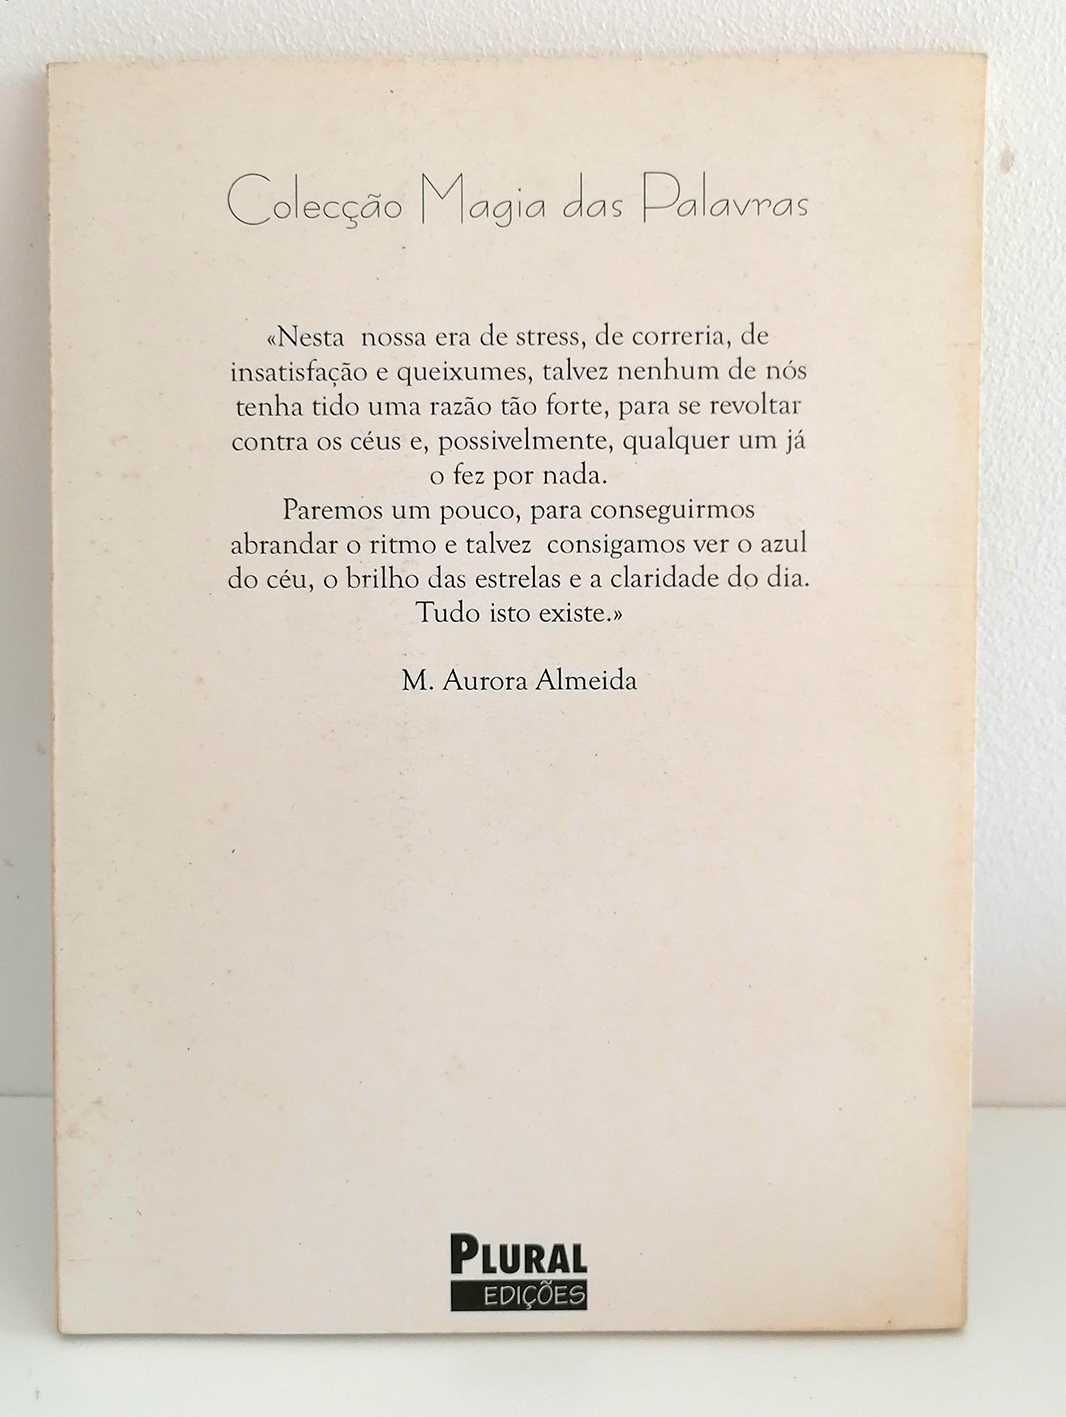 Colecção Magia das Palavras
«Nesta nossa era de stress, de correria, de
insatisfação e queixumes, talvez nenhum de nós
tenha tido uma razão tão forte, para se revoltar
contra os céus e, possivelmente, qualquer um já
o fez por nada.
Paremos um pouco, para conseguirmos
abrandar o ritmo e talvez consigamos ver o azul
do céu, o brilho das estrelas e a claridade do dia.
Tudo isto existe.»
M. Aurora Almeida
PLURAL
EDIÇÕES